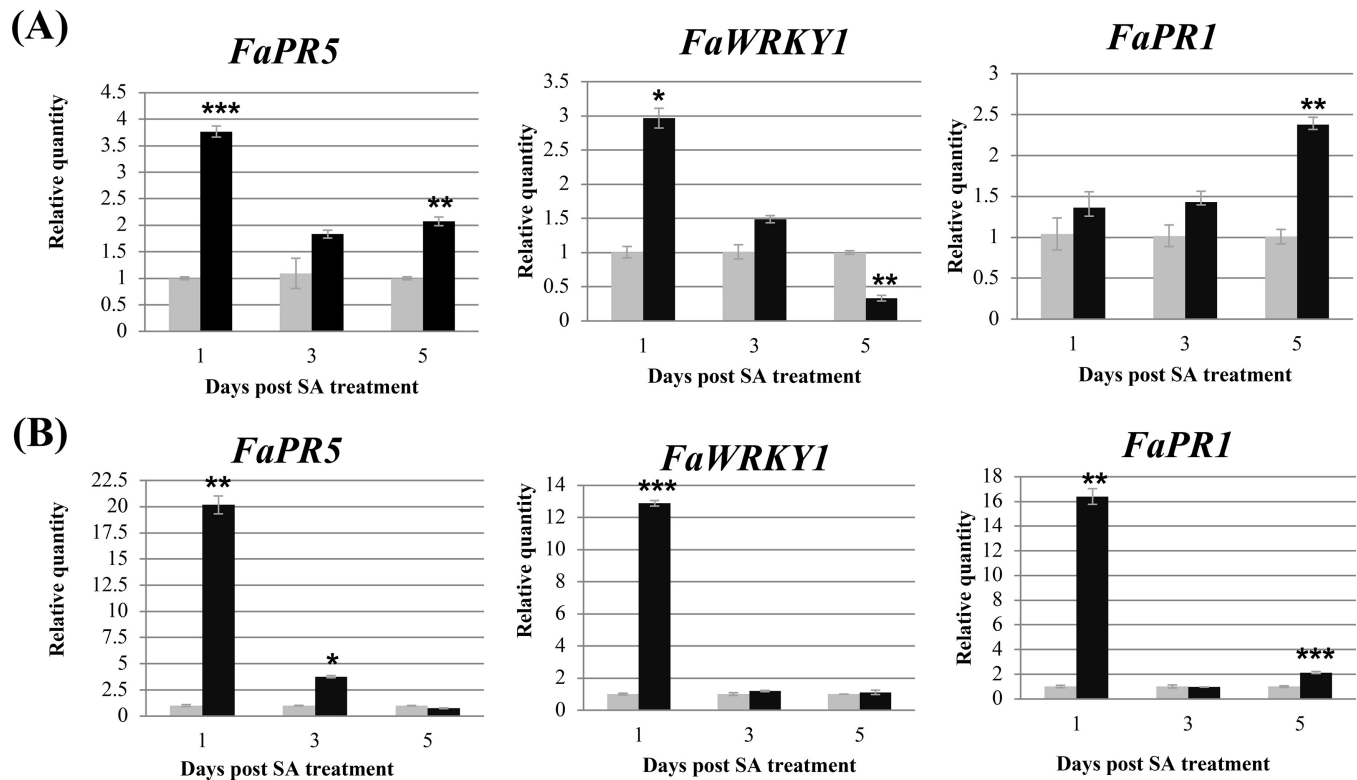 (A)
FaPR5
FaWRKY1
FaPR1
Relative quantity
4.5
4
3.5
3
2.5
2
1.5
1
0.5
0
***
**
1 3 5
Days post SA treatment
Relative quantity
3.5
3
2.5
2
1.5
1
0.5
0
*
**
1 3 5
Days post SA treatment
Relative quantity
3
2.5
2
1.5
1
0.5
0
**
1 3 5
Days post SA treatment
(B)
FaPR5
FaWRKY1
FaPR1
Relative quantity
22.5
20
17.5
15
12.5
10
7.5
5
2.5
0
**
*
1 3 5
Days post SA treatment
Relative quantity
14
12
10
8
6
4
2
0
***
1 3 5
Days post SA treatment
Relative quantity
18
16
14
12
10
8
6
4
2
0
**
***
1 3 5
Days post SA treatment